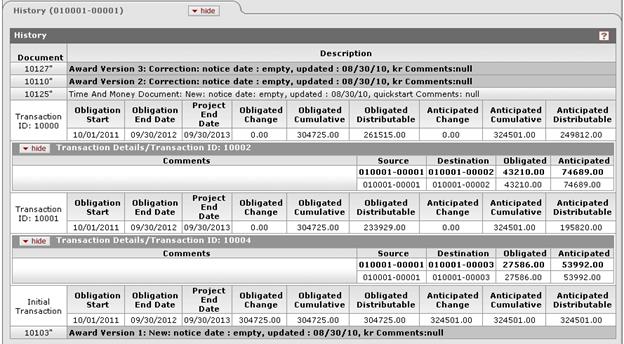 History (010001-00001) hide
History ?
Document Description
10127" Award Version 3: Correction: notice date : empty, updated : 08/30/10, kr Comments:null
10110" Award Version 2: Correction: notice date : empty, updated : 08/30/10, kr Comments:null
10125" Time And Money Document: New: notice date: empty, updated : 08/30/10, quickstart Comments: null
Transaction ID: 10000 Obligation Start Obligation End Date Project End Date Obligated Change Obligated Cumulative Obligated Distributable Anticipated Change Anticipated Cumulative Anticipated Distributable
10/01/2011 09/30/2012 09/30/2013 0.00 304725.00 261515.00 0.00 324501.00 249812.00
hide Transaction Details/Transaction ID: 10002
Comments Source Destination Obligated Anticipated
010001-00001 010001-00002 43210.00 74689.00
010001-00001 010001-00002 43210.00 74689.00
Transaction ID: 10001 Obligation Start Obligation End Date Project End Date Obligated Change Obligated Cumulative Obligated Distributable Anticipated Change Anticipated Cumulative Anticipated Distributable
10/01/2011 09/30/2012 09/30/2013 0.00 304725.00 233929.00 0.00 324501.00 195820.00
hide Transaction Details/Transaction ID: 10004
Comments Source Destination Obligated Anticipated
010001-00001 010001-00003 27586.00 53992.00
010001-00001 010001-00003 27586.00 53992.00
Initial Transaction Obligation Start Obligation End Date Project End Date Obligated Change Obligated Cumulative Obligated Distributable Anticipated Change Anticipated Cumulative Anticipated Distributable
10/01/2011 09/30/2012 09/30/2013 304725.00 304725.00 304725.00 324501.00 324501.00 324501.00
10103" Award Version 1: New: notice date : empty, updated : 08/30/10, kr Comments:null